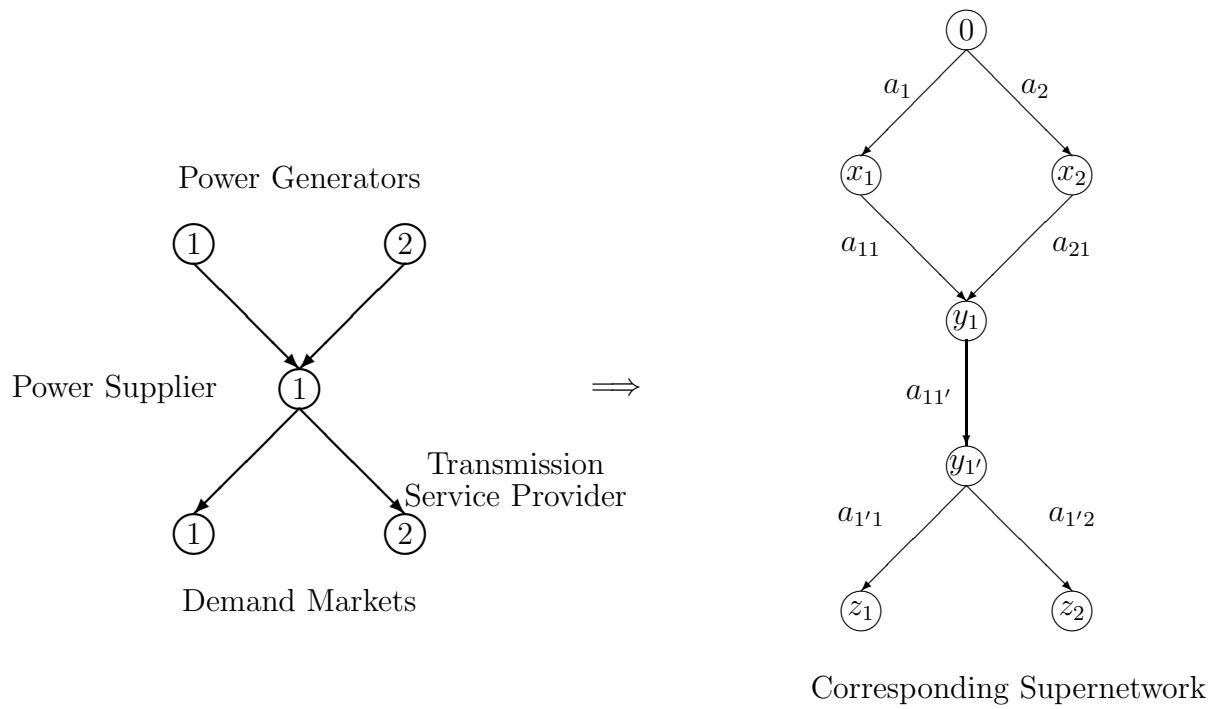 Power Generators
1
2
Power Supplier
1
Transmission
Service Provider
1
2
Demand Markets
⟹
0
a₁
a₂
x₁
x₂
a₁₁
a₂₁
y₁
a₁₁′
y₁′
a₁′₁
a₁′₂
z₁
z₂
Corresponding Supernetwork